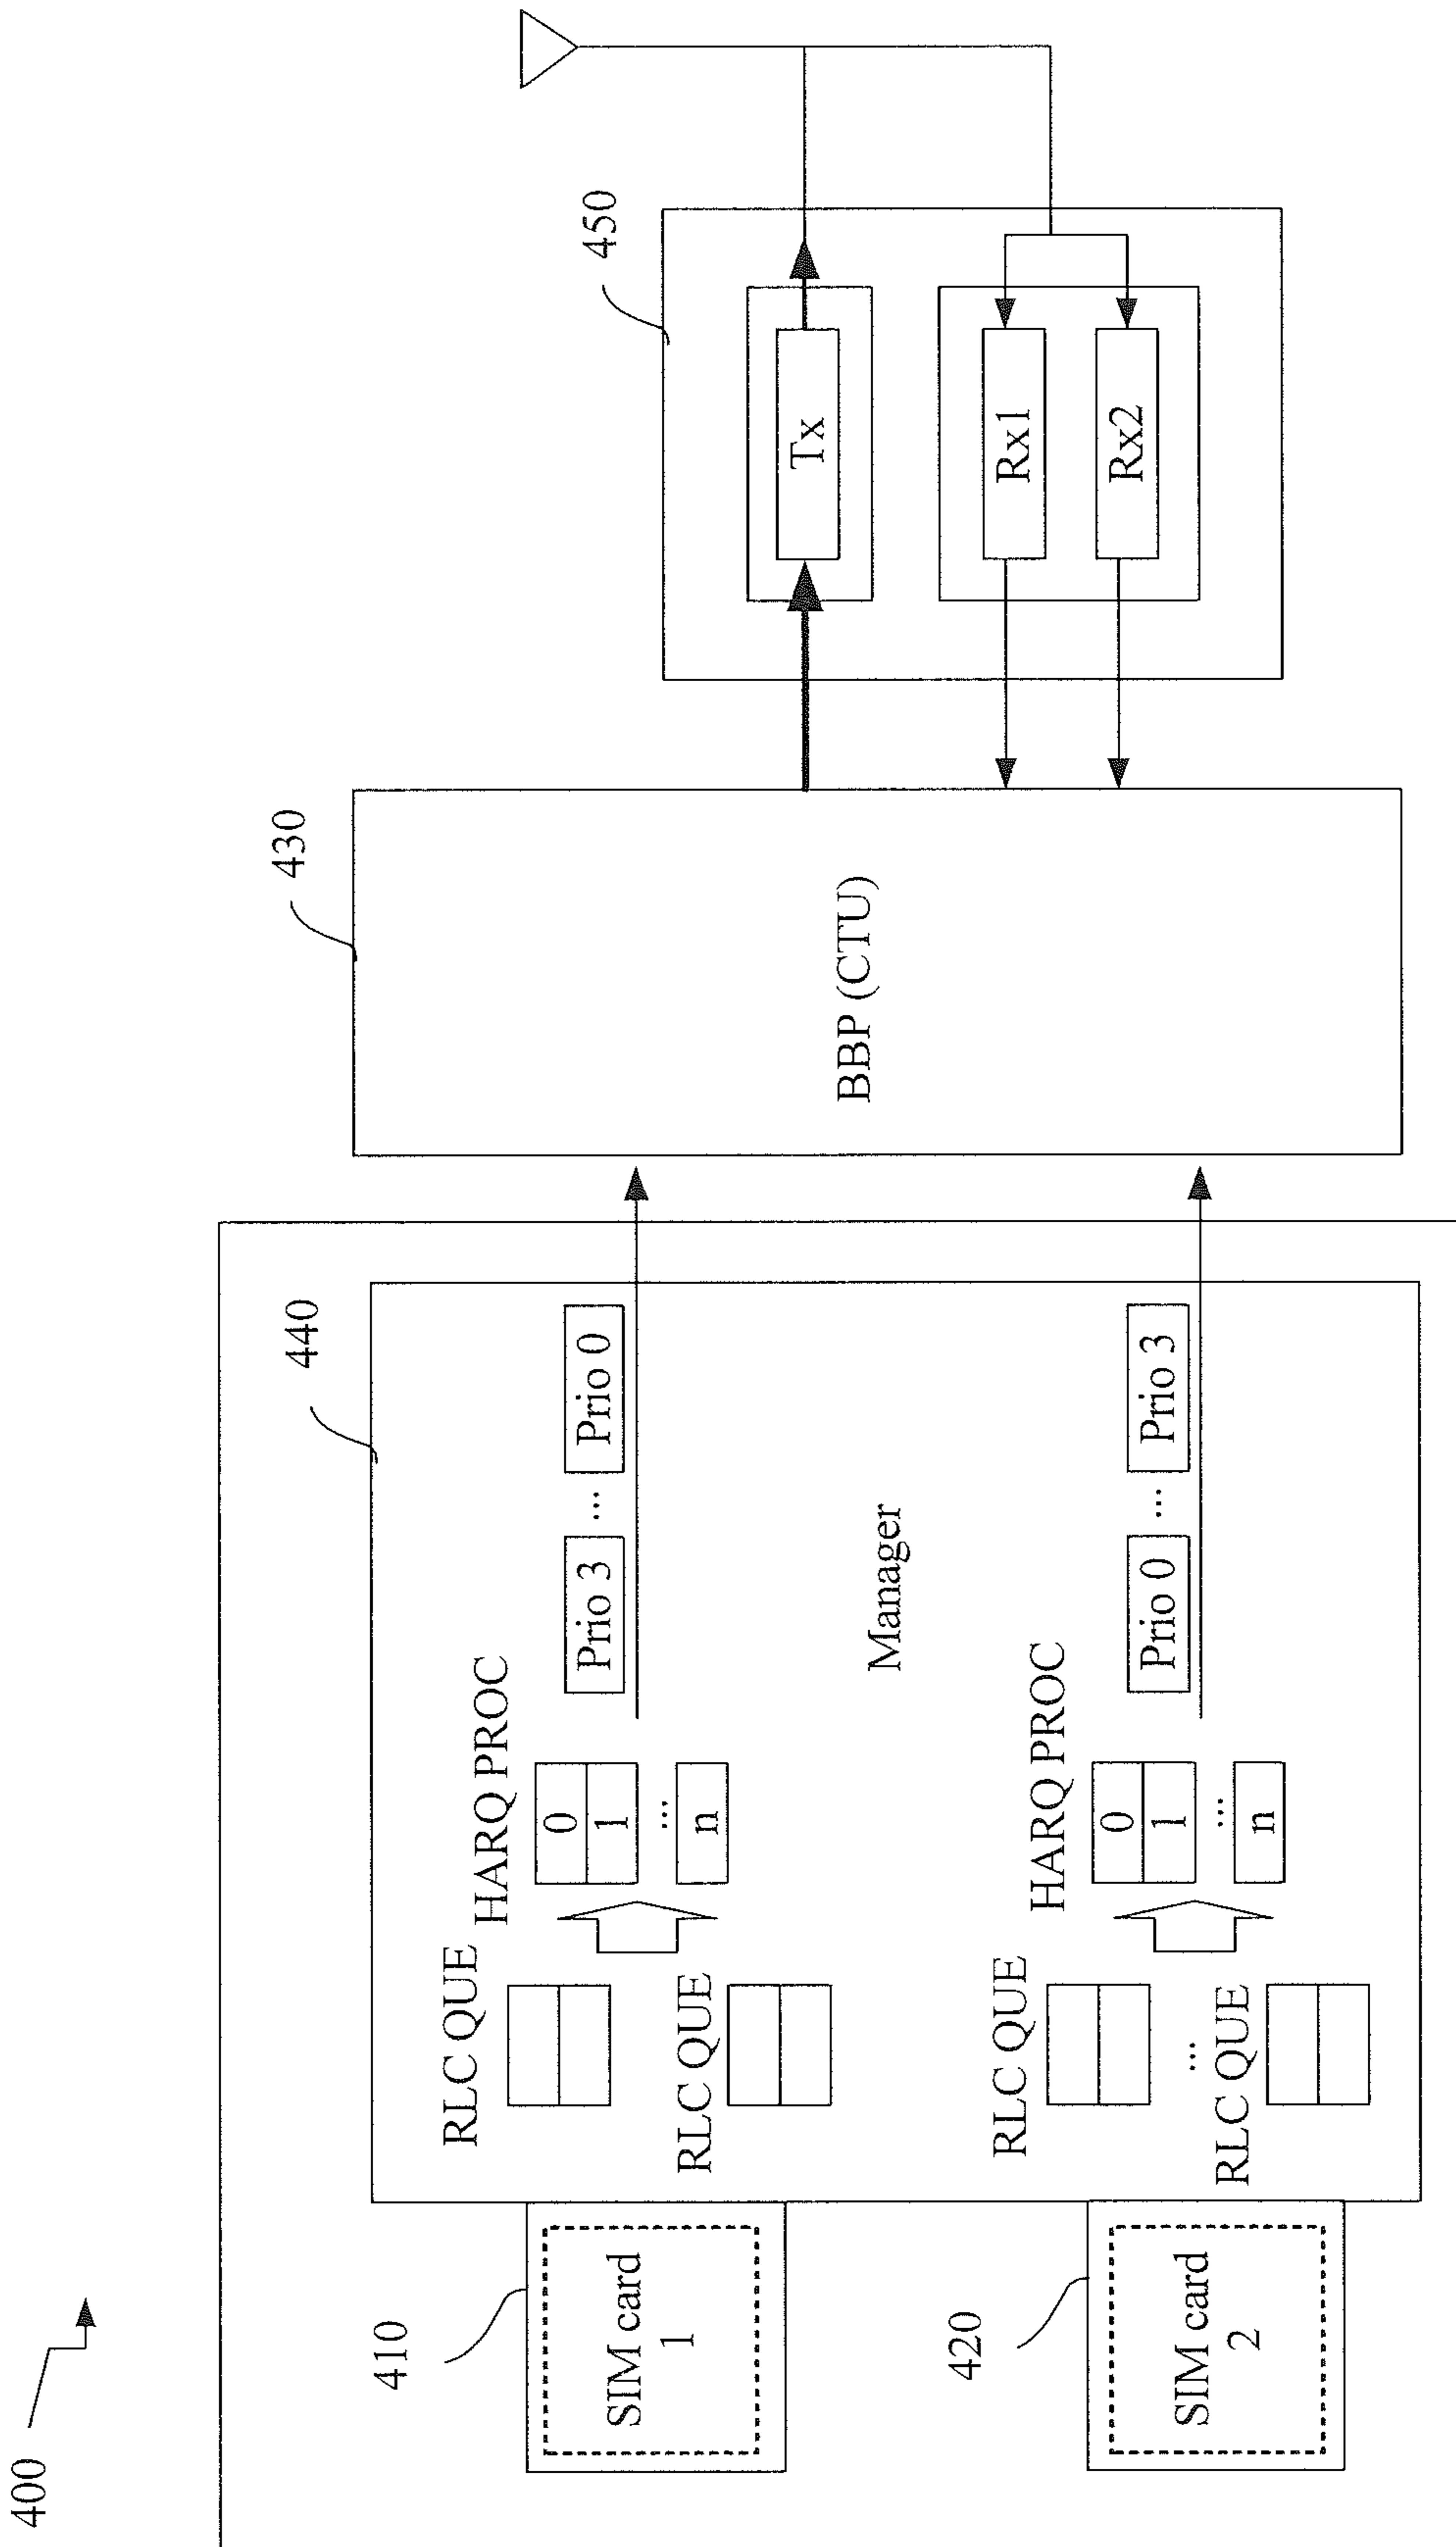 400
410
SIM card
1
420
SIM card
2
440
RLC QUE
RLC QUE
HARQ PROC
0
1
...
n
Prio 3
...
Prio 0
Manager
RLC QUE
...
RLC QUE
HARQ PROC
0
1
...
n
Prio 0
...
Prio 3
430
BBP (CTU)
450
Tx
Rx1
Rx2